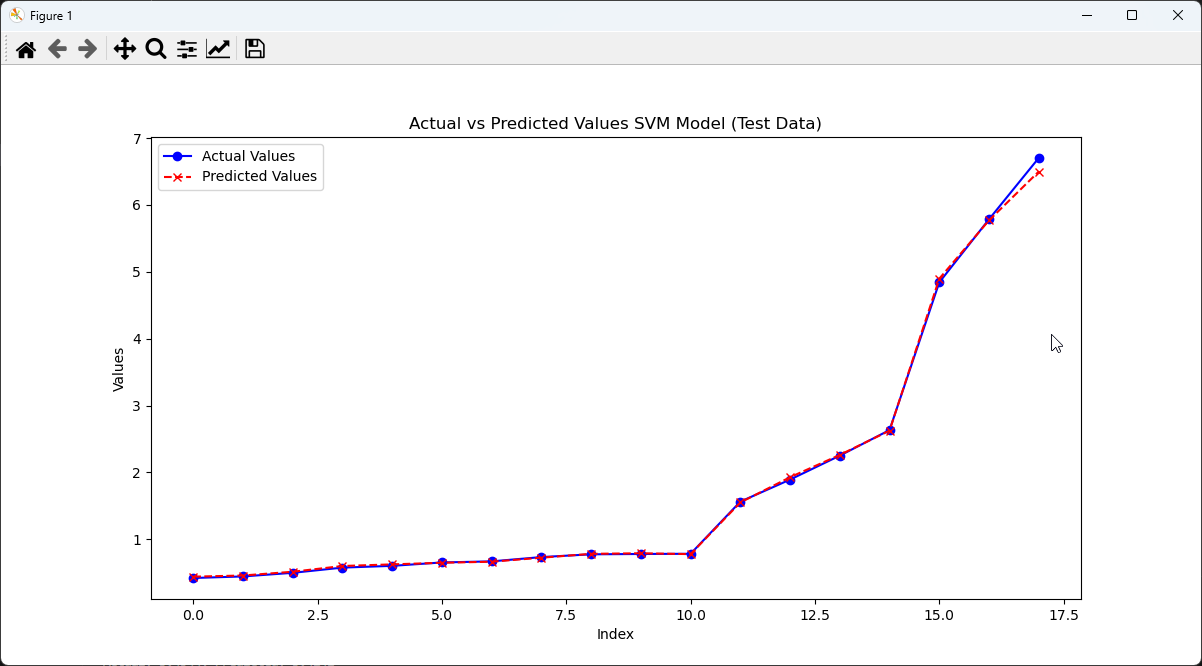 Figure 1
Actual vs Predicted Values SVM Model (Test Data)
Actual Values
Predicted Values
7
6
5
4
3
2
1
Values
0.0 2.5 5.0 7.5 10.0 12.5 15.0 17.5
Index